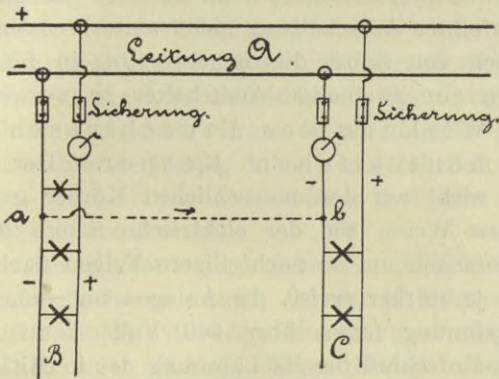 +
Leitung A
−
Sicherung. Sicherung.
− +
a b
− +
B C